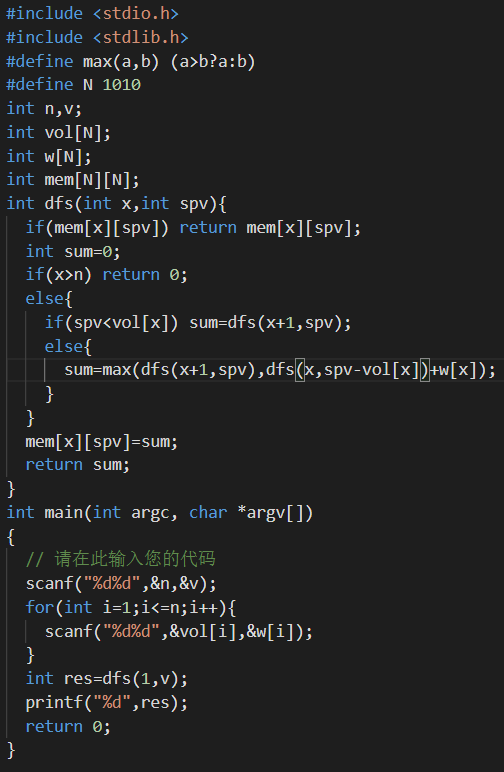 #include <stdio.h>
#include <stdlib.h>
#define max(a,b) (a>b?a:b)
#define N 1010
int n,v;
int vol[N];
int w[N];
int mem[N][N];
int dfs(int x,int spv){
  if(mem[x][spv]) return mem[x][spv];
  int sum=0;
  if(x>n) return 0;
  else{
    if(spv<vol[x]) sum=dfs(x+1,spv);
    else{
      sum=max(dfs(x+1,spv),dfs(x,spv-vol[x])+w[x]);
    }
  }
  mem[x][spv]=sum;
  return sum;
}
int main(int argc, char *argv[])
{
  // 请在此输入您的代码
  scanf("%d%d",&n,&v);
  for(int i=1;i<=n;i++){
    scanf("%d%d",&vol[i],&w[i]);
  }
  int res=dfs(1,v);
  printf("%d",res);
  return 0;
}